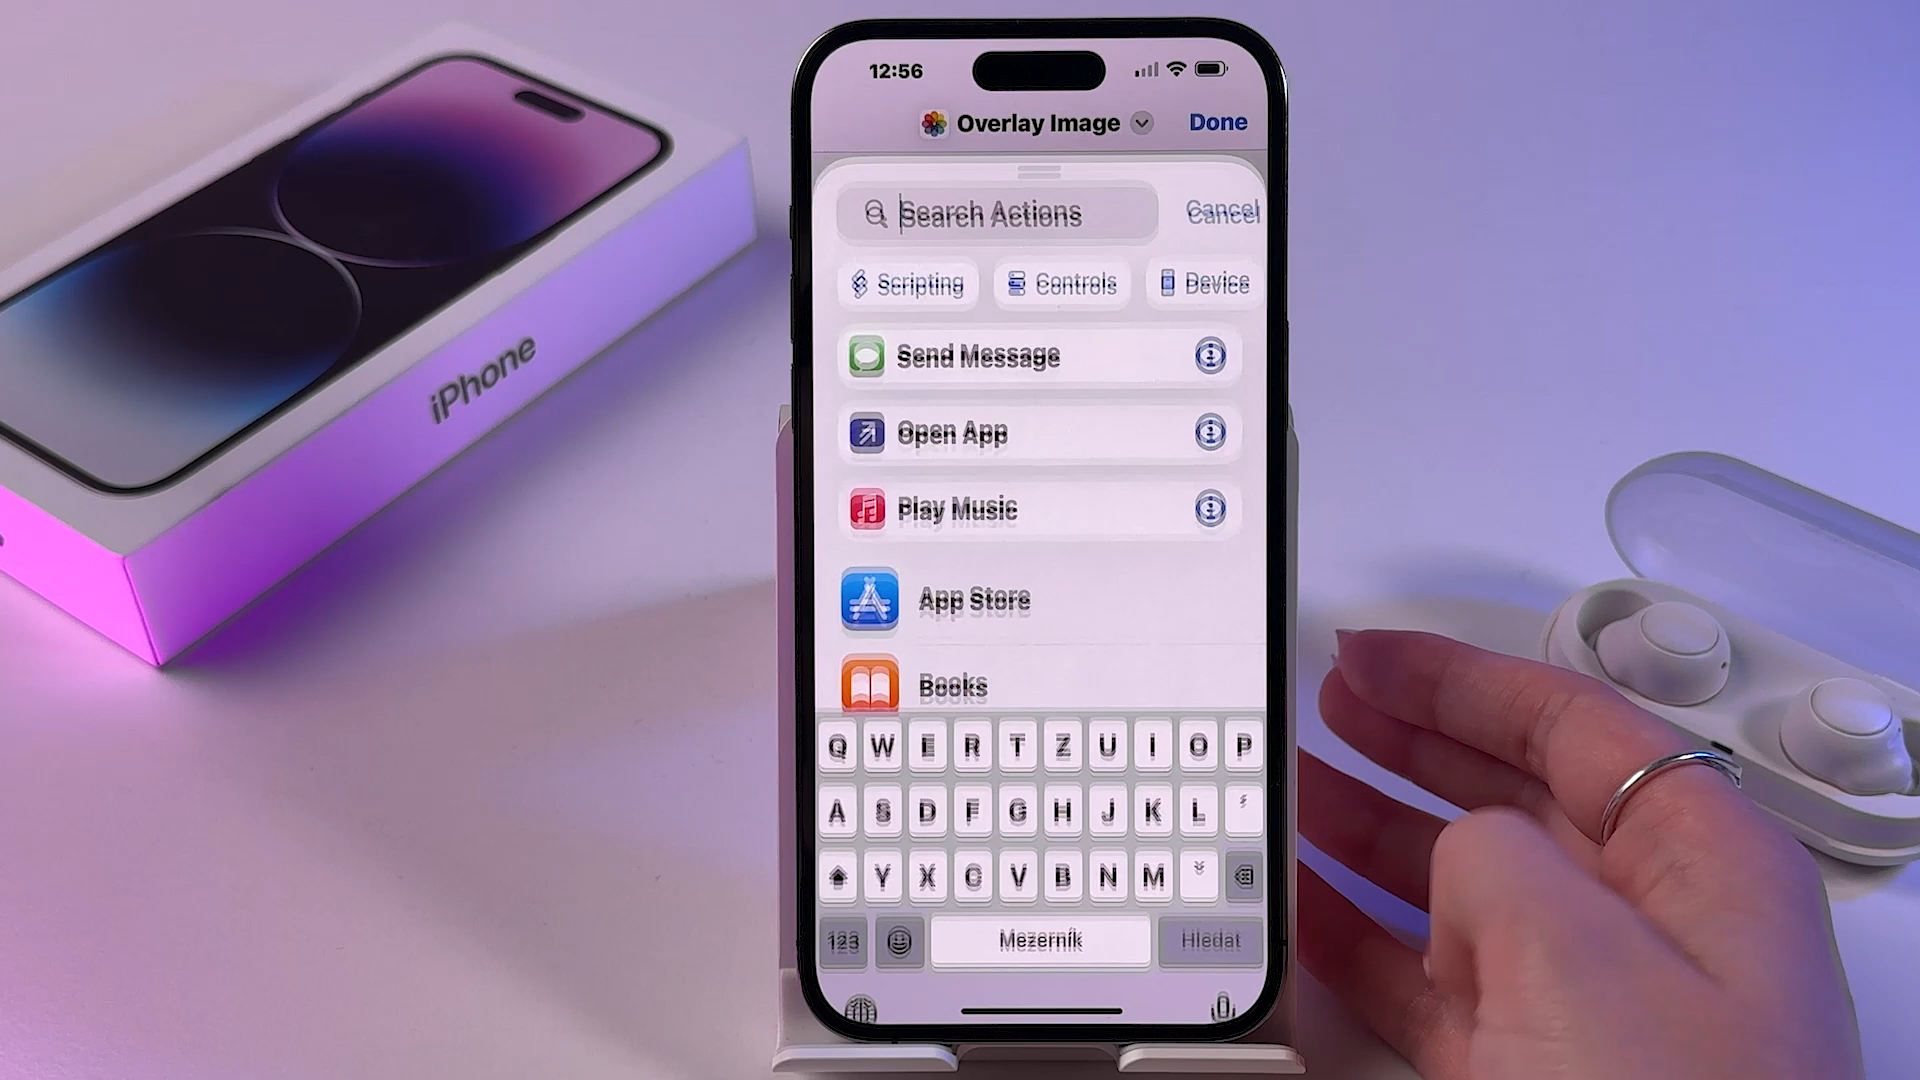 12:56
Overlay Image
Done
Search Actions
Cancel
Scripting
Controls
Device
Send Message
Open App
Play Music
App Store
Books
Q W E R T Z U I O P
A S D F G H J K L
Y X C V B N M
123
Mezerník
Hledat
iPhone